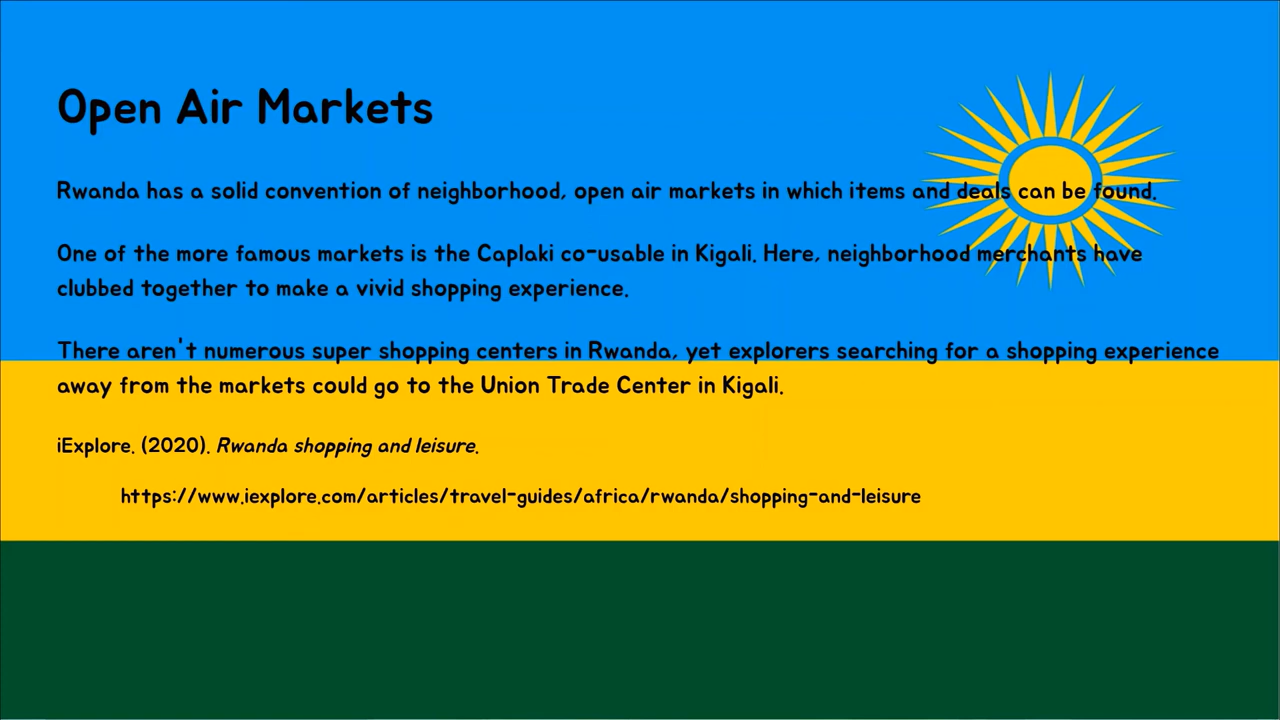 Open Air Markets
Rwanda has a solid convention of neighborhood, open air markets in which items and deals can be found.
One of the more famous markets is the Caplaki co-usable in Kigali. Here, neighborhood merchants have
clubbed together to make a vivid shopping experience.
There aren't numerous super shopping centers in Rwanda, yet explorers searching for a shopping experience
away from the markets could go to the Union Trade Center in Kigali.
iExplore. (2020). Rwanda shopping and leisure.
https://www.iexplore.com/articles/travel-guides/africa/rwanda/shopping-and-leisure